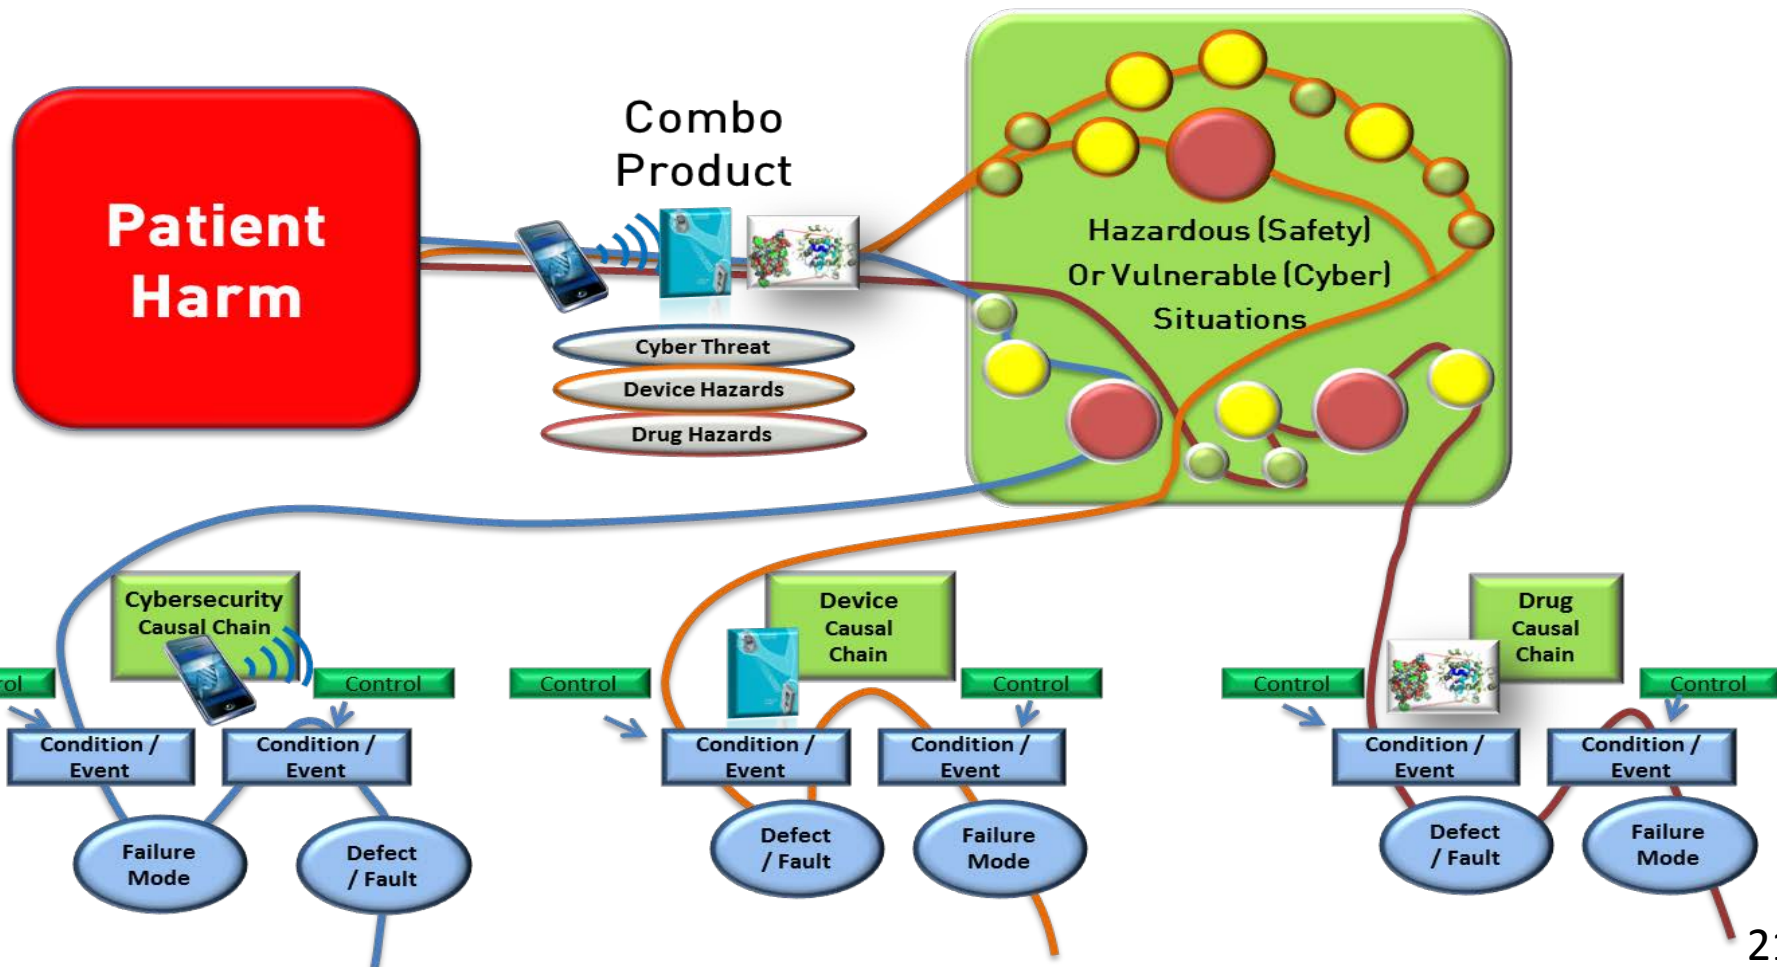 Combo
Product
Patient
Harm
Hazardous (Safety)
Or Vulnerable (Cyber)
Situations
Cyber Threat
Device Hazards
Drug Hazards
Cybersecurity
Causal Chain
Device
Causal
Chain
Drug
Causal
Chain
Control
Control
Control
Control
Control
Condition /
Event
Condition /
Event
Condition /
Event
Condition /
Event
Condition /
Event
Condition /
Event
Failure
Mode
Defect
/ Fault
Defect
/ Fault
Failure
Mode
Defect
/ Fault
Failure
Mode